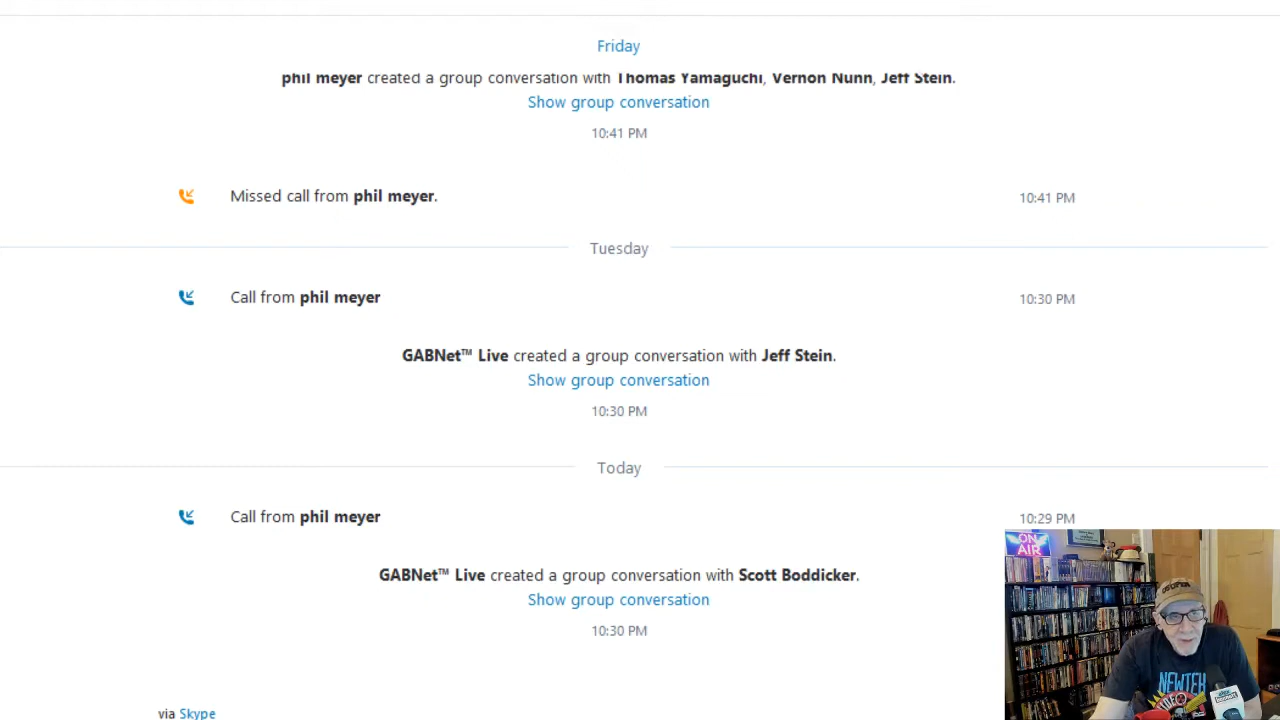 Friday
phil meyer created a group conversation with Thomas Yamaguchi, Vernon Nunn, Jeff Stein.
Show group conversation
10:41 PM
Missed call from phil meyer.
10:41 PM
Tuesday
Call from phil meyer
10:30 PM
GABNet™ Live created a group conversation with Jeff Stein.
Show group conversation
10:30 PM
Today
Call from phil meyer
10:29 PM
GABNet™ Live created a group conversation with Scott Boddicker.
Show group conversation
10:30 PM
via Skype
ON
AIR
NEWTEK